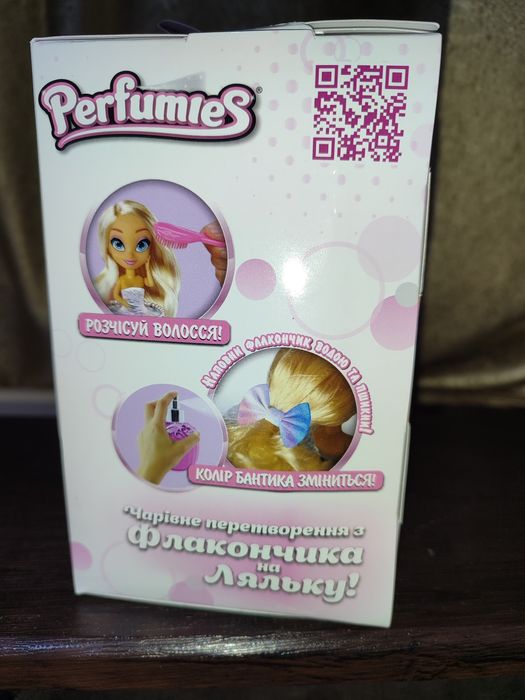 Perfumies®
РОЗЧІСУЙ ВОЛОССЯ!
Наповни флакончик водою та пшикни!
КОЛІР БАНТИКА ЗМІНИТЬСЯ!
Чарівне перетворення з
Флакончика
на
Ляльку!